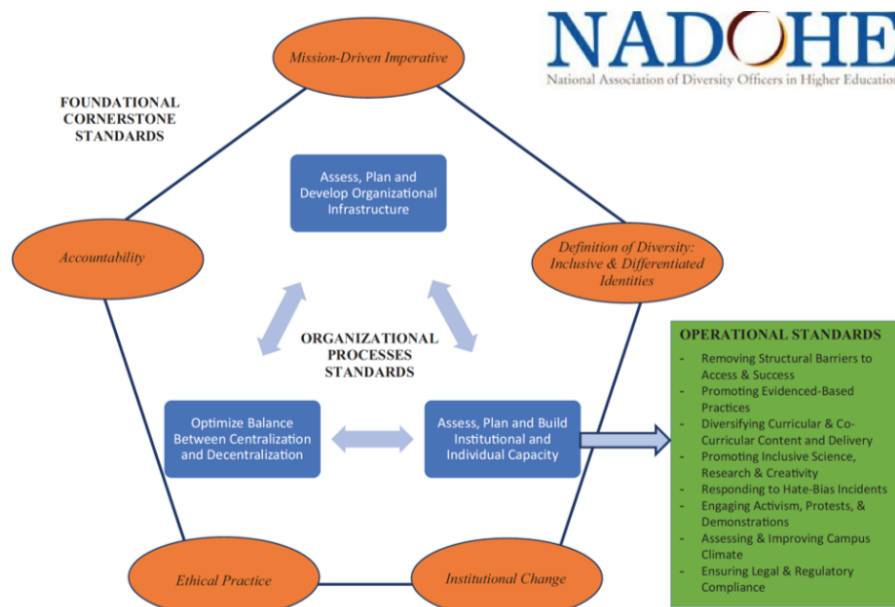 NADOHE
National Association of Diversity Officers in Higher Education
Mission-Driven Imperative
FOUNDATIONAL
CORNERSTONE
STANDARDS
Assess, Plan and
Develop Organizational
Infrastructure
Accountability
Definition of Diversity:
Inclusive & Differentiated
Identities
ORGANIZATIONAL
PROCESSES
STANDARDS
Optimize Balance
Between Centralization
and Decentralization
Assess, Plan and Build
Institutional and
Individual Capacity
OPERATIONAL STANDARDS
- Removing Structural Barriers to
Access & Success
- Promoting Evidenced-Based
Practices
- Diversifying Curricular & Co-
Curricular Content and Delivery
- Promoting Inclusive Science,
Research & Creativity
- Responding to Hate-Bias Incidents
- Engaging Activism, Protests, &
Demonstrations
- Assessing & Improving Campus
Climate
- Ensuring Legal & Regulatory
Compliance
Ethical Practice
Institutional Change